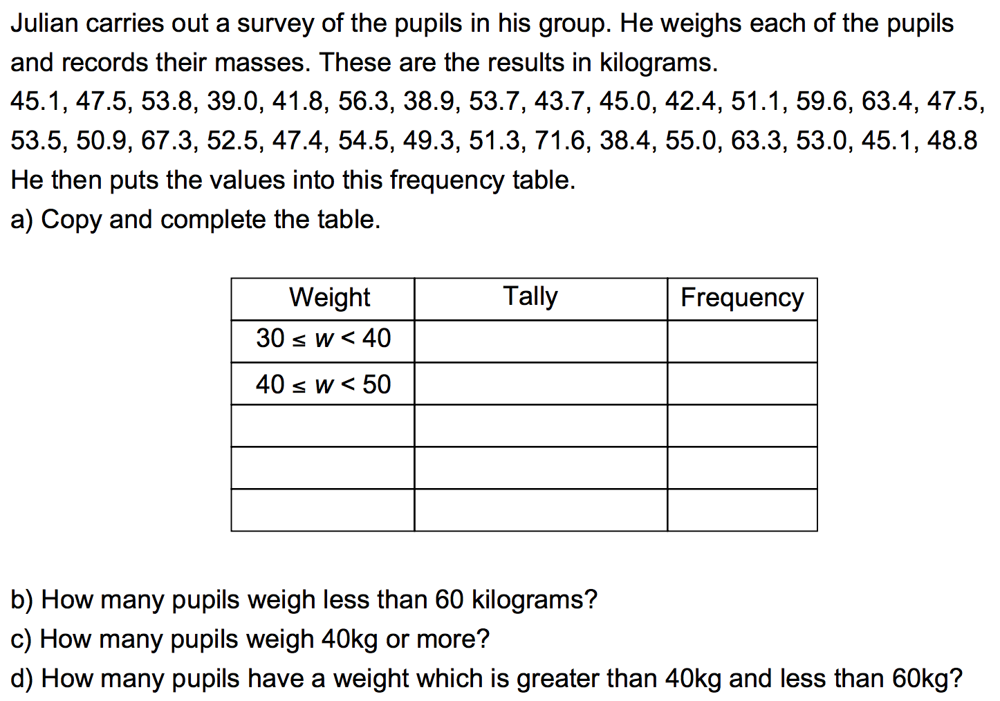 Julian carries out a survey of the pupils in his group. He weighs each of the pupils
and records their masses. These are the results in kilograms.
45.1, 47.5, 53.8, 39.0, 41.8, 56.3, 38.9, 53.7, 43.7, 45.0, 42.4, 51.1, 59.6, 63.4, 47.5,
53.5, 50.9, 67.3, 52.5, 47.4, 54.5, 49.3, 51.3, 71.6, 38.4, 55.0, 63.3, 53.0, 45.1, 48.8
He then puts the values into this frequency table.
a) Copy and complete the table.
Weight Tally Frequency
30 ≤ w < 40
40 ≤ w < 50
b) How many pupils weigh less than 60 kilograms?
c) How many pupils weigh 40kg or more?
d) How many pupils have a weight which is greater than 40kg and less than 60kg?